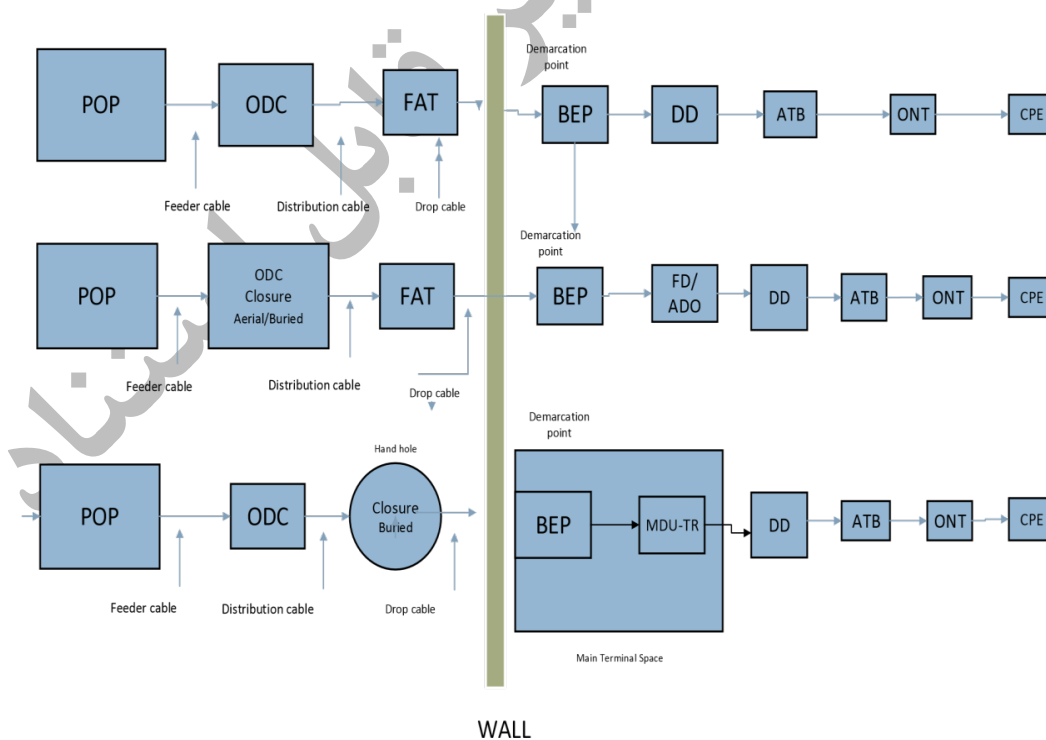 Demarcation
point
POP
ODC
FAT
BEP
DD
ATB
ONT
CPE
Feeder cable
Distribution cable
Drop cable
Demarcation
point
POP
ODC
Closure
Aerial/Buried
FAT
BEP
FD/
ADO
DD
ATB
ONT
CPE
Feeder cable
Distribution cable
Drop cable
Demarcation
point
Hand hole
POP
ODC
Closure
Buried
BEP
MDU-TR
DD
ATB
ONT
CPE
Feeder cable
Distribution cable
Drop cable
Main Terminal Space
WALL
قابل استناد